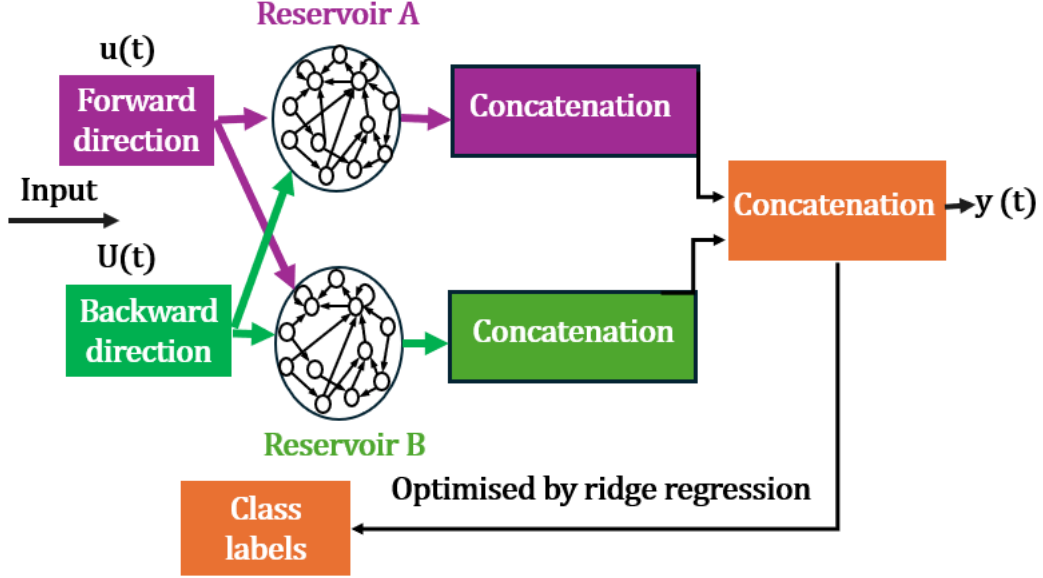 Reservoir A
u(t)
Forward
direction
Concatenation
Input
Concatenation
y (t)
U(t)
Backward
direction
Concatenation
Reservoir B
Optimised by ridge regression
Class
labels